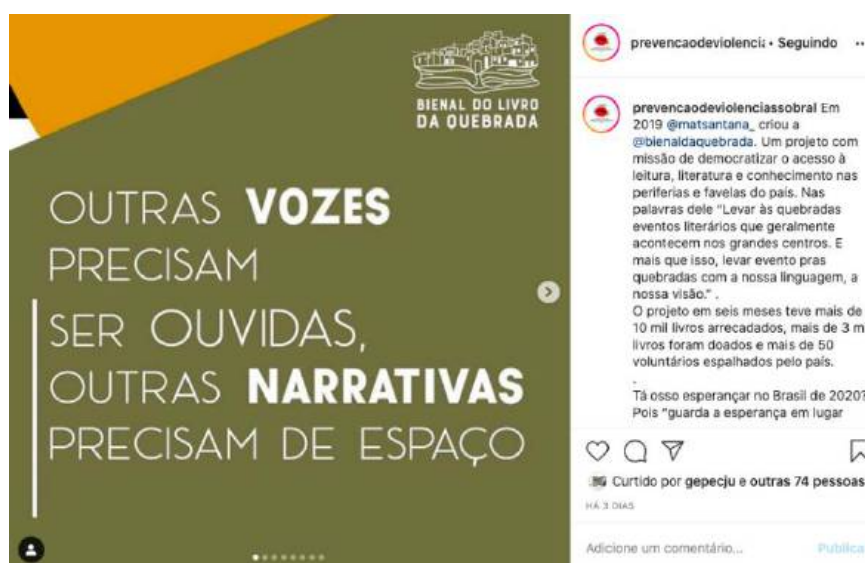 BIENAL DO LIVRO
DA QUEBRADA
OUTRAS VOZES
PRECISAM
SER OUVIDAS,
OUTRAS NARRATIVAS
PRECISAM DE ESPAÇO
prevencaodeviolencia • Seguindo
prevencaodeviolenciassobral Em
2019 @matsantana_ criou a
@bienaldaquebrada. Um projeto com
missão de democratizar o acesso à
leitura, literatura e conhecimento nas
periferias e favelas do país. Nas
palavras dele "Levar às quebradas
eventos literários que geralmente
acontecem nos grandes centros. E
mais que isso, levar evento pras
quebradas com a nossa linguagem, a
nossa visão." .
O projeto em seis meses teve mais de
10 mil livros arrecadados, mais de 3 m
livros foram doados e mais de 50
voluntários espalhados pelo país.
.
Tá osso esperançar no Brasil de 2020?
Pois "guarda a esperança em lugar
Curtido por gepecju e outras 74 pessoas
HÁ 3 DIAS
Adicione um comentário... Publica